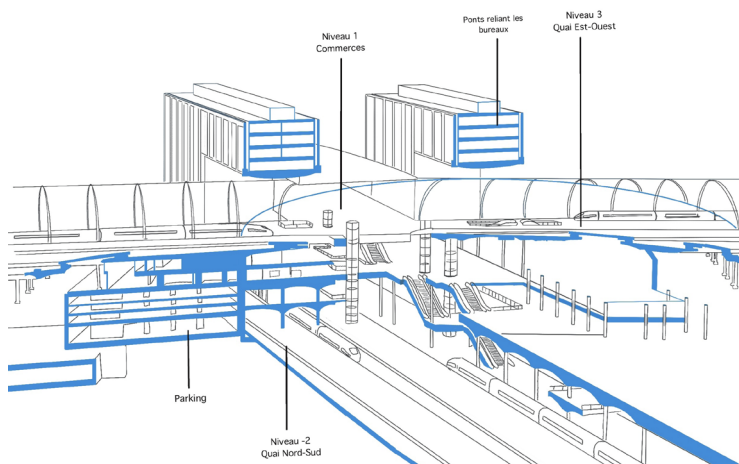 Niveau 1
Commerces
Ponts reliant les
bureaux
Niveau 3
Quai Est-Ouest
Parking
Niveau -2
Quai Nord-Sud